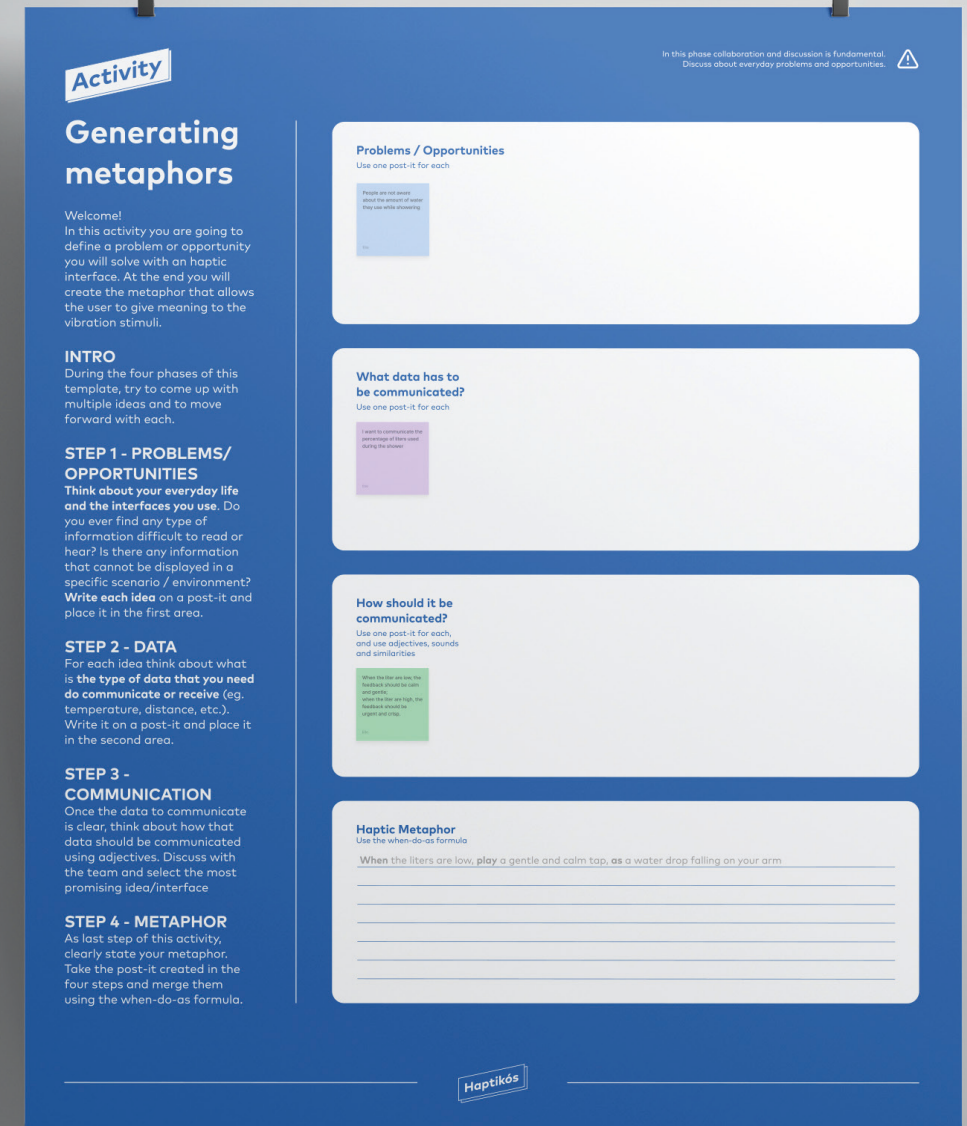 Activity
In this phase collaboration and discussion is fundamental.
Discuss about everyday problems and opportunities.
Generating
metaphors
Welcome!
In this activity you are going to
define a problem or opportunity
you will solve with an haptic
interface. At the end you will
create the metaphor that allows
the user to give meaning to the
vibration stimuli.
INTRO
During the four phases of this
template, try to come up with
multiple ideas and to move
forward with each.
STEP 1 - PROBLEMS/
OPPORTUNITIES
Think about your everyday life
and the interfaces you use. Do
you ever find any type of
information difficult to read or
hear? Is there any information
that cannot be displayed in a
specific scenario / environment?
Write each idea on a post-it and
place it in the first area.
STEP 2 - DATA
For each idea think about what
is the type of data that you need
do communicate or receive (eg.
temperature, distance, etc.).
Write it on a post-it and place it
in the second area.
STEP 3 -
COMMUNICATION
Once the data to communicate
is clear, think about how that
data should be communicated
using adjectives. Discuss with
the team and select the most
promising idea/interface
STEP 4 - METAPHOR
As last step of this activity,
clearly state your metaphor.
Take the post-it created in the
four steps and merge them
using the when-do-as formula.
Problems / Opportunities
Use one post-it for each
People are not aware
about the amount of water
they use while showering
What data has to
be communicated?
Use one post-it for each
I want to communicate the
percentage of liters used
during the shower
How should it be
communicated?
Use one post-it for each,
and use adjectives, sounds
and similarities
When the liter are low, the
feedback should be calm
and gentle;
when the liter are high, the
feedback should be
urgent and crisp.
Haptic Metaphor
Use the when-do-as formula
When the liters are low, play a gentle and calm tap, as a water drop falling on your arm
Haptikós